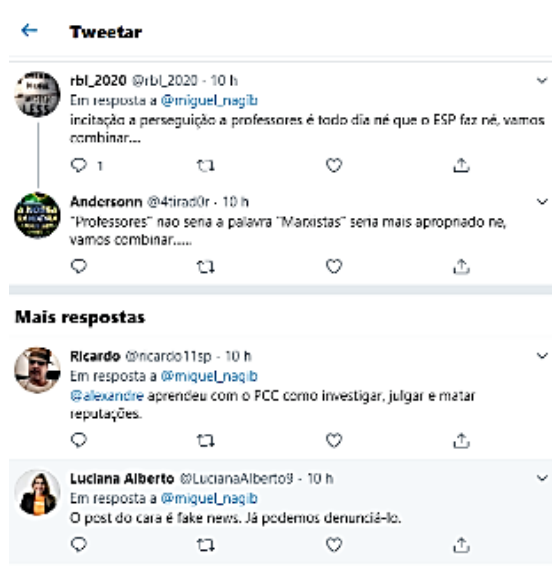 Tweetar
rbl_2020 @rbl_2020 · 10 h
Em resposta a @miguel_nagib
incitação a perseguição a professores é todo dia né que o ESP faz né, vamos
combinar...
1
Andersonn @4tirad0r · 10 h
"Professores" nao seria a palavra "Marxistas" seria mais apropriado ne,
vamos combinar.....
Mais respostas
Ricardo @ricardo11sp · 10 h
Em resposta a @miguel_nagib
@alexandre aprendeu com o PCC como investigar, julgar e matar
reputações.
Luciana Alberto @LucianaAlberto9 · 10 h
Em resposta a @miguel_nagib
O post do cara é fake news. Já podemos denunciá-lo.